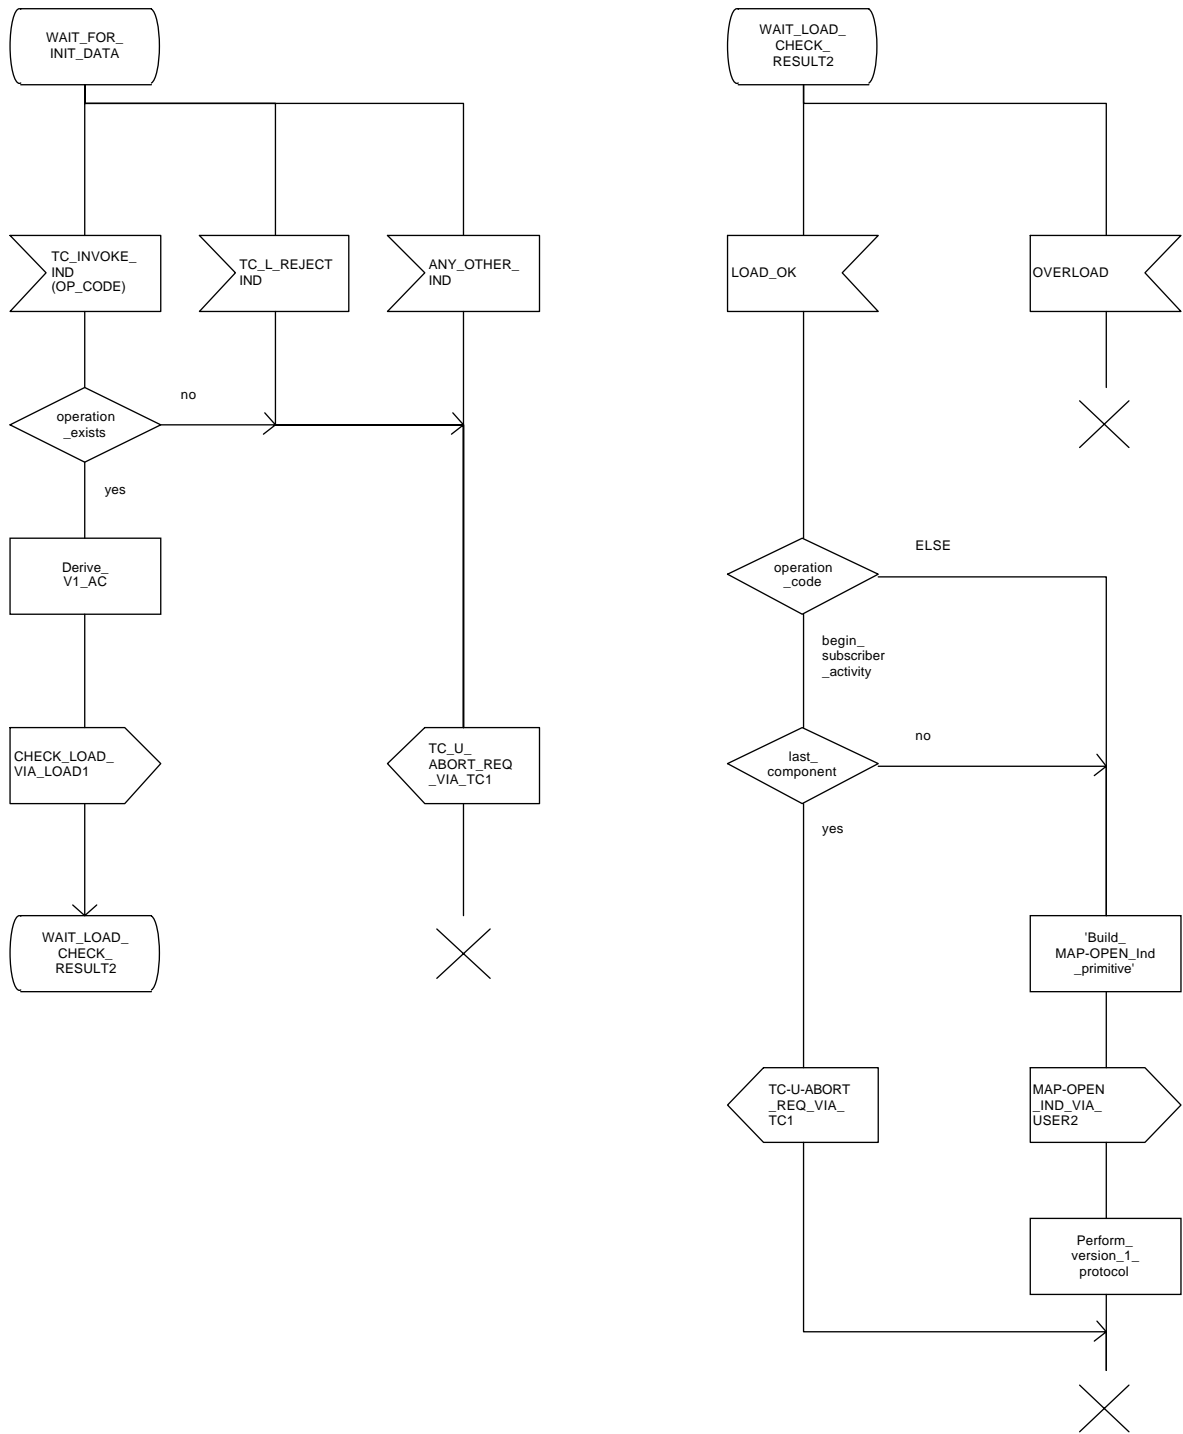 WAIT_FOR_
INIT_DATA
TC_INVOKE_
IND
(OP_CODE)
TC_L_REJECT
IND
ANY_OTHER_
IND
operation
_exists
no
yes
Derive_
V1_AC
CHECK_LOAD_
VIA_LOAD1
TC_U_
ABORT_REQ
_VIA_TC1
WAIT_LOAD_
CHECK_
RESULT2
WAIT_LOAD_
CHECK_
RESULT2
LOAD_OK
OVERLOAD
operation
_code
ELSE
begin_
subscriber
_activity
last_
component
no
yes
'Build_
MAP-OPEN_Ind
_primitive'
TC-U-ABORT
_REQ_VIA_
TC1
MAP-OPEN
_IND_VIA_
USER2
Perform_
version_1_
protocol